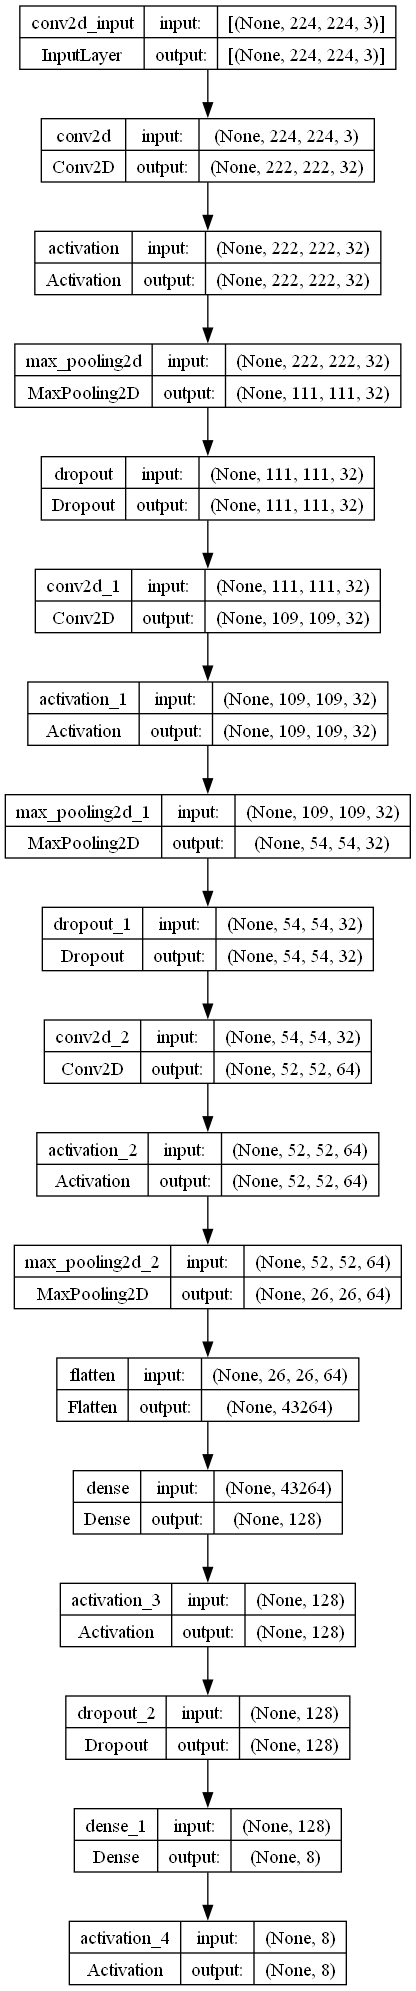 conv2d_input input: [(None, 224, 224, 3)]
InputLayer output: [(None, 224, 224, 3)]
conv2d input: (None, 224, 224, 3)
Conv2D output: (None, 222, 222, 32)
activation input: (None, 222, 222, 32)
Activation output: (None, 222, 222, 32)
max_pooling2d input: (None, 222, 222, 32)
MaxPooling2D output: (None, 111, 111, 32)
dropout input: (None, 111, 111, 32)
Dropout output: (None, 111, 111, 32)
conv2d_1 input: (None, 111, 111, 32)
Conv2D output: (None, 109, 109, 32)
activation_1 input: (None, 109, 109, 32)
Activation output: (None, 109, 109, 32)
max_pooling2d_1 input: (None, 109, 109, 32)
MaxPooling2D output: (None, 54, 54, 32)
dropout_1 input: (None, 54, 54, 32)
Dropout output: (None, 54, 54, 32)
conv2d_2 input: (None, 54, 54, 32)
Conv2D output: (None, 52, 52, 64)
activation_2 input: (None, 52, 52, 64)
Activation output: (None, 52, 52, 64)
max_pooling2d_2 input: (None, 52, 52, 64)
MaxPooling2D output: (None, 26, 26, 64)
flatten input: (None, 26, 26, 64)
Flatten output: (None, 43264)
dense input: (None, 43264)
Dense output: (None, 128)
activation_3 input: (None, 128)
Activation output: (None, 128)
dropout_2 input: (None, 128)
Dropout output: (None, 128)
dense_1 input: (None, 128)
Dense output: (None, 8)
activation_4 input: (None, 8)
Activation output: (None, 8)